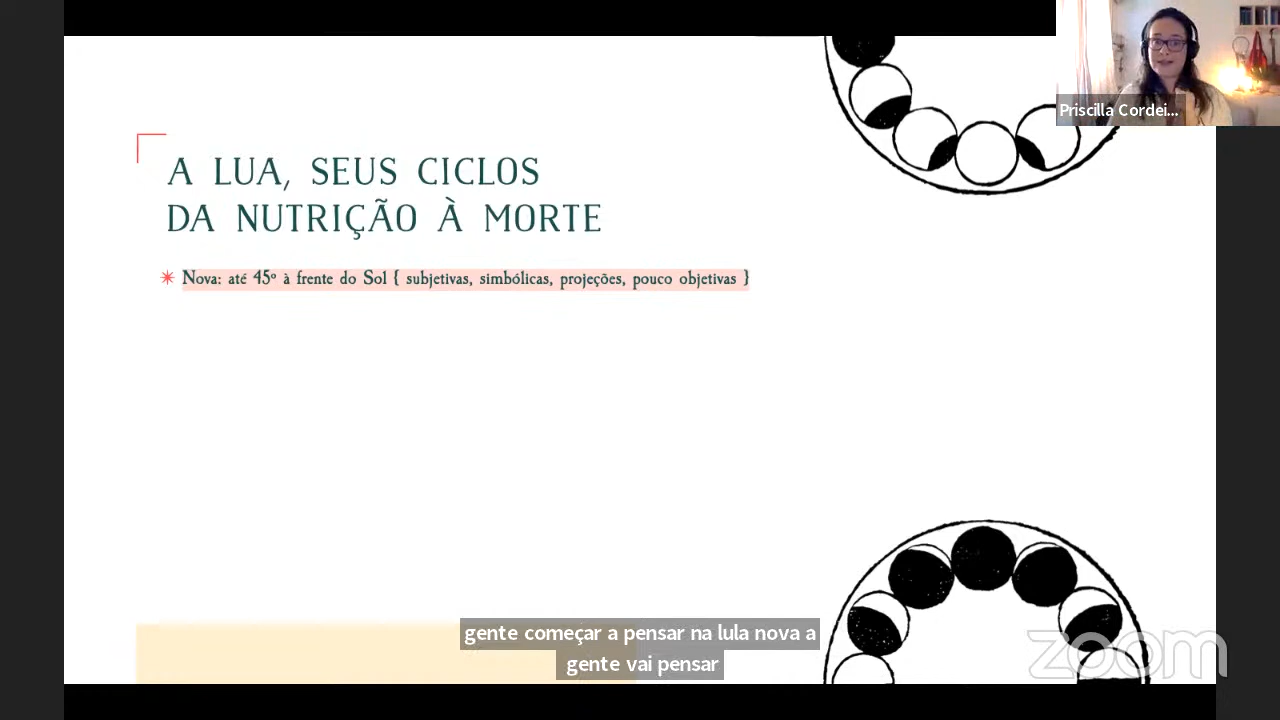 Priscilla Cordei...
A LUA, SEUS CICLOS
DA NUTRIÇÃO À MORTE
✴ Nova: até 45º à frente do Sol { subjetivas, simbólicas, projeções, pouco objetivas }
gente começar a pensar na lula nova a
gente vai pensar
zoom